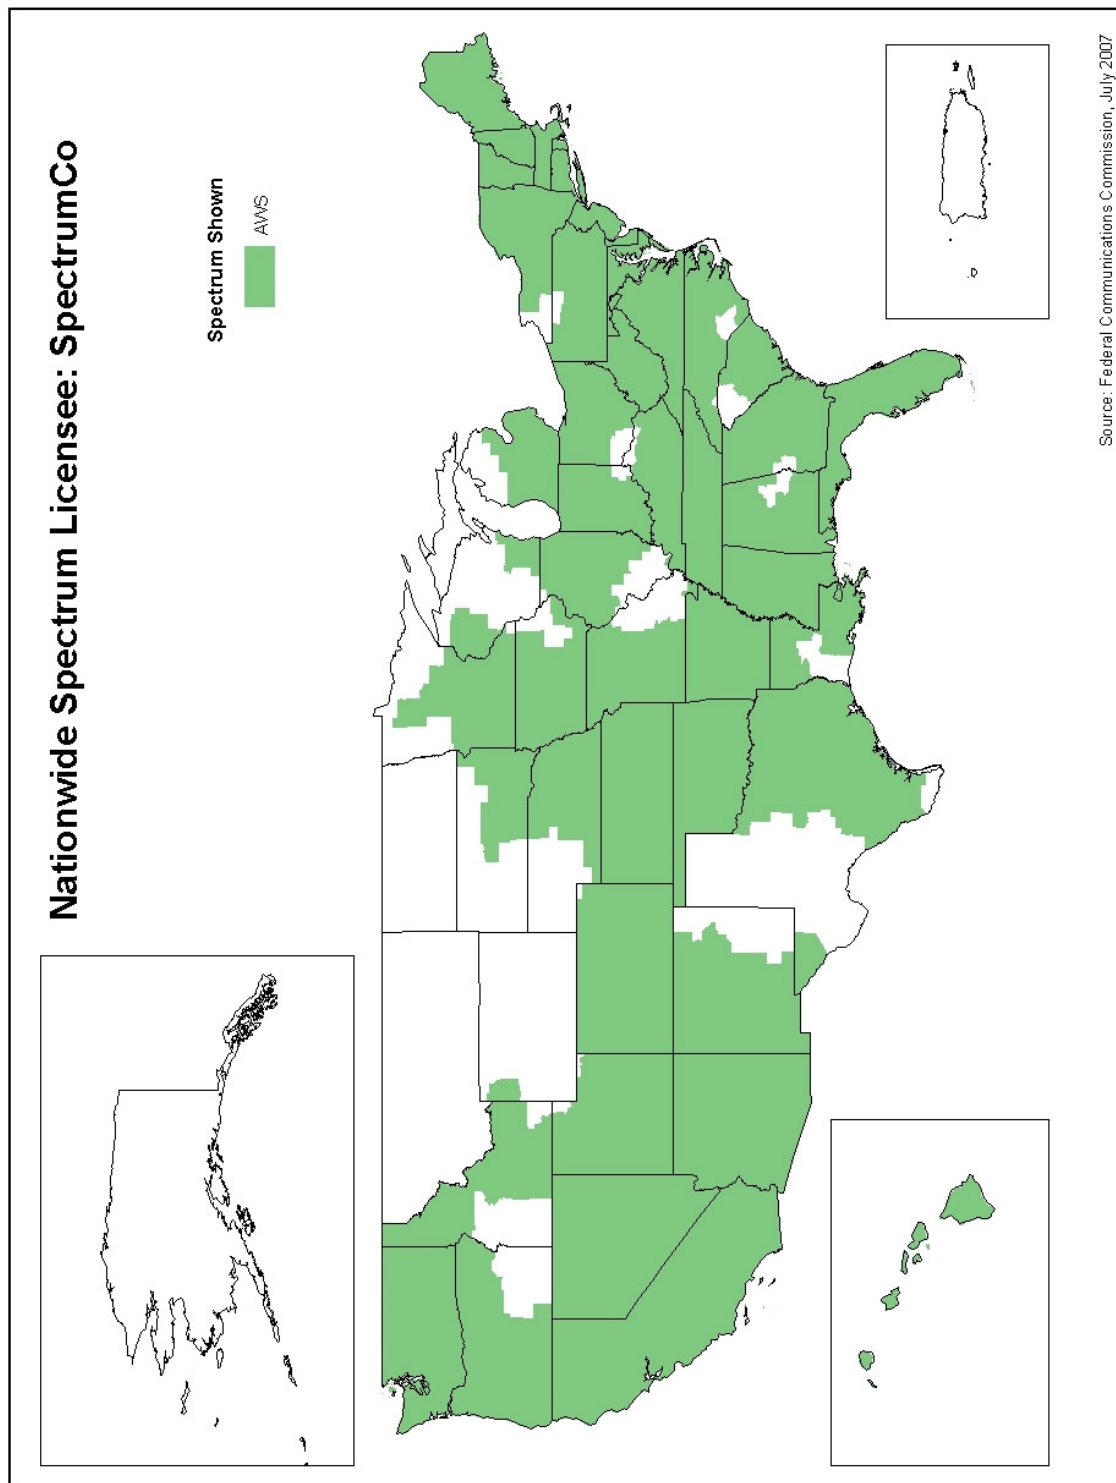 Nationwide Spectrum Licensee: SpectrumCo
Spectrum Shown
AWS
Source: Federal Communications Commission, July 2007